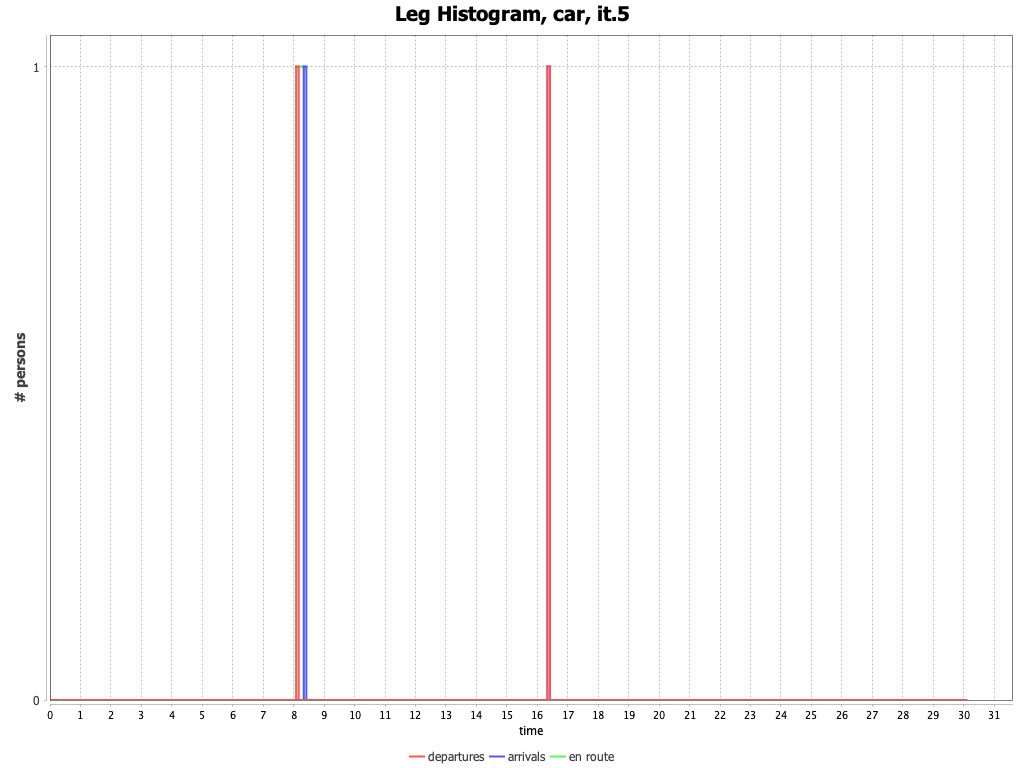 Leg Histogram, car, it.5
# persons
1
0
0 1 2 3 4 5 6 7 8 9 10 11 12 13 14 15 16 17 18 19 20 21 22 23 24 25 26 27 28 29 30 31
time
departures arrivals en route